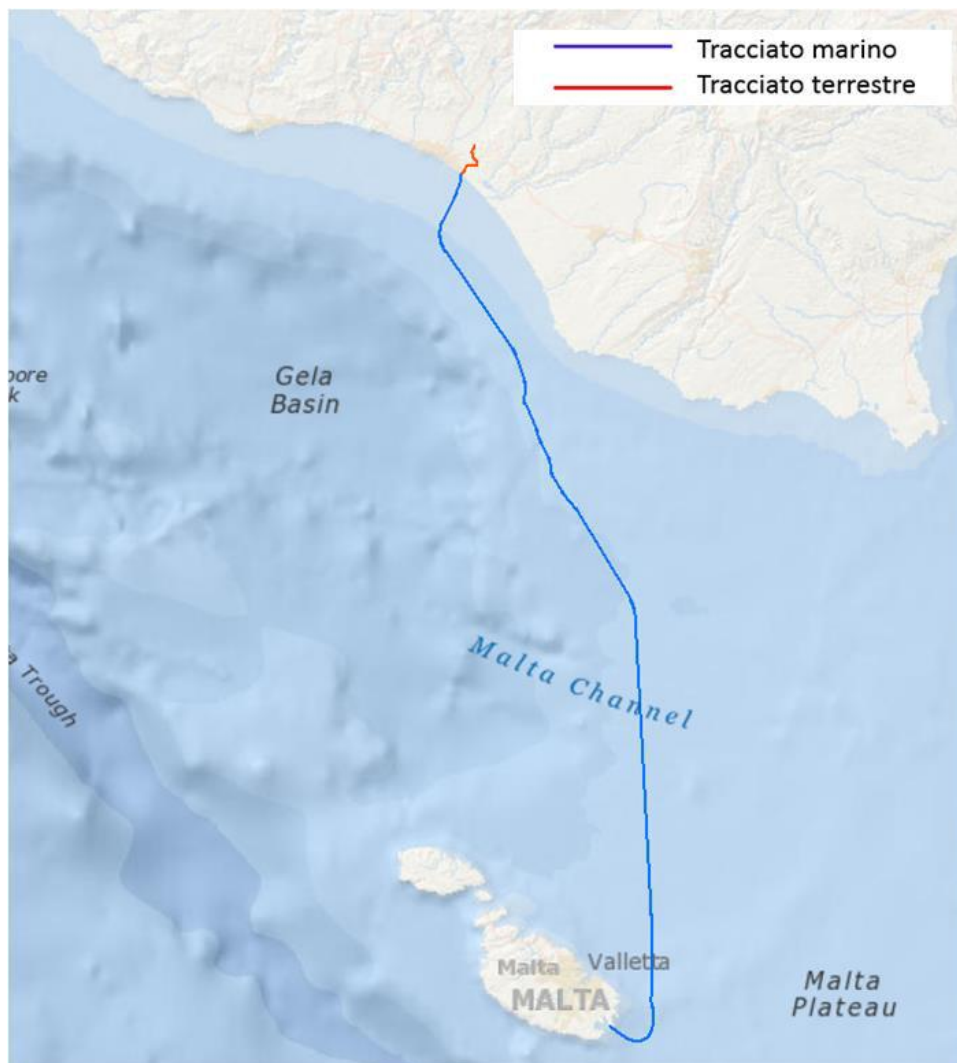 Tracciato marino
Tracciato terrestre
Gela
Basin
Malta Channel
Trough
Valletta
Malta
MALTA
Malta
Plateau